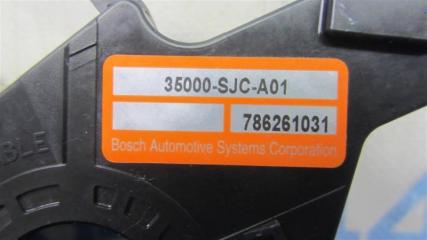 35000-SJC-A01
786261031
Bosch Automotive Systems Corporation